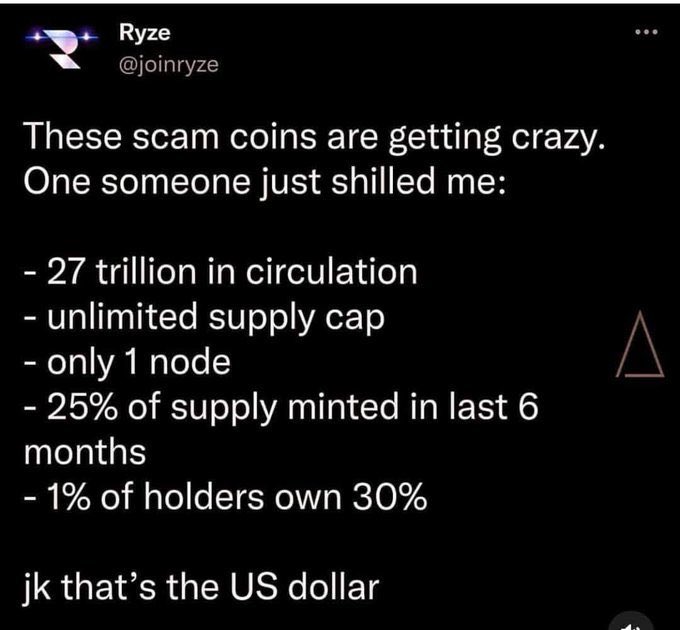 Ryze
@joinryze
These scam coins are getting crazy.
One someone just shilled me:
- 27 trillion in circulation
- unlimited supply cap
- only 1 node
- 25% of supply minted in last 6
months
- 1% of holders own 30%
jk that’s the US dollar